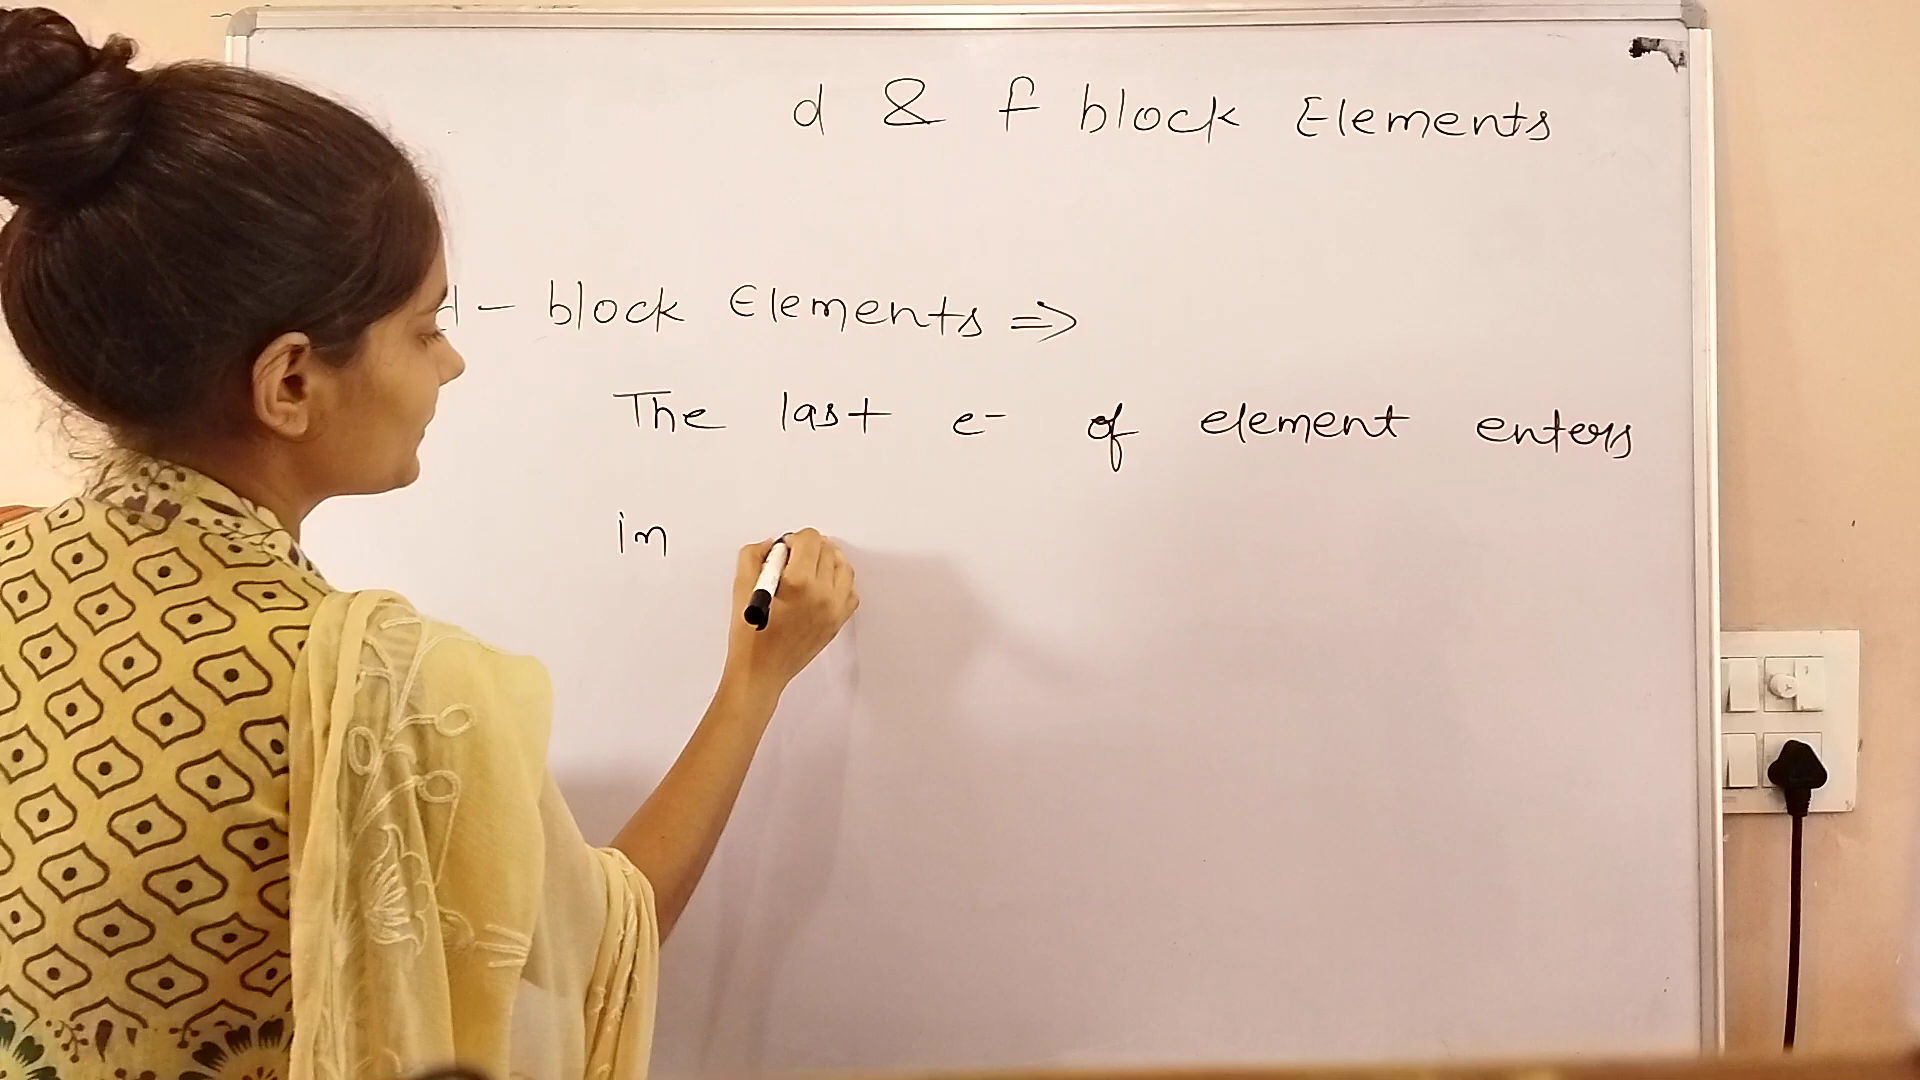 d & f block Elements
d - block Elements ⇒
The last e- of element enters
in